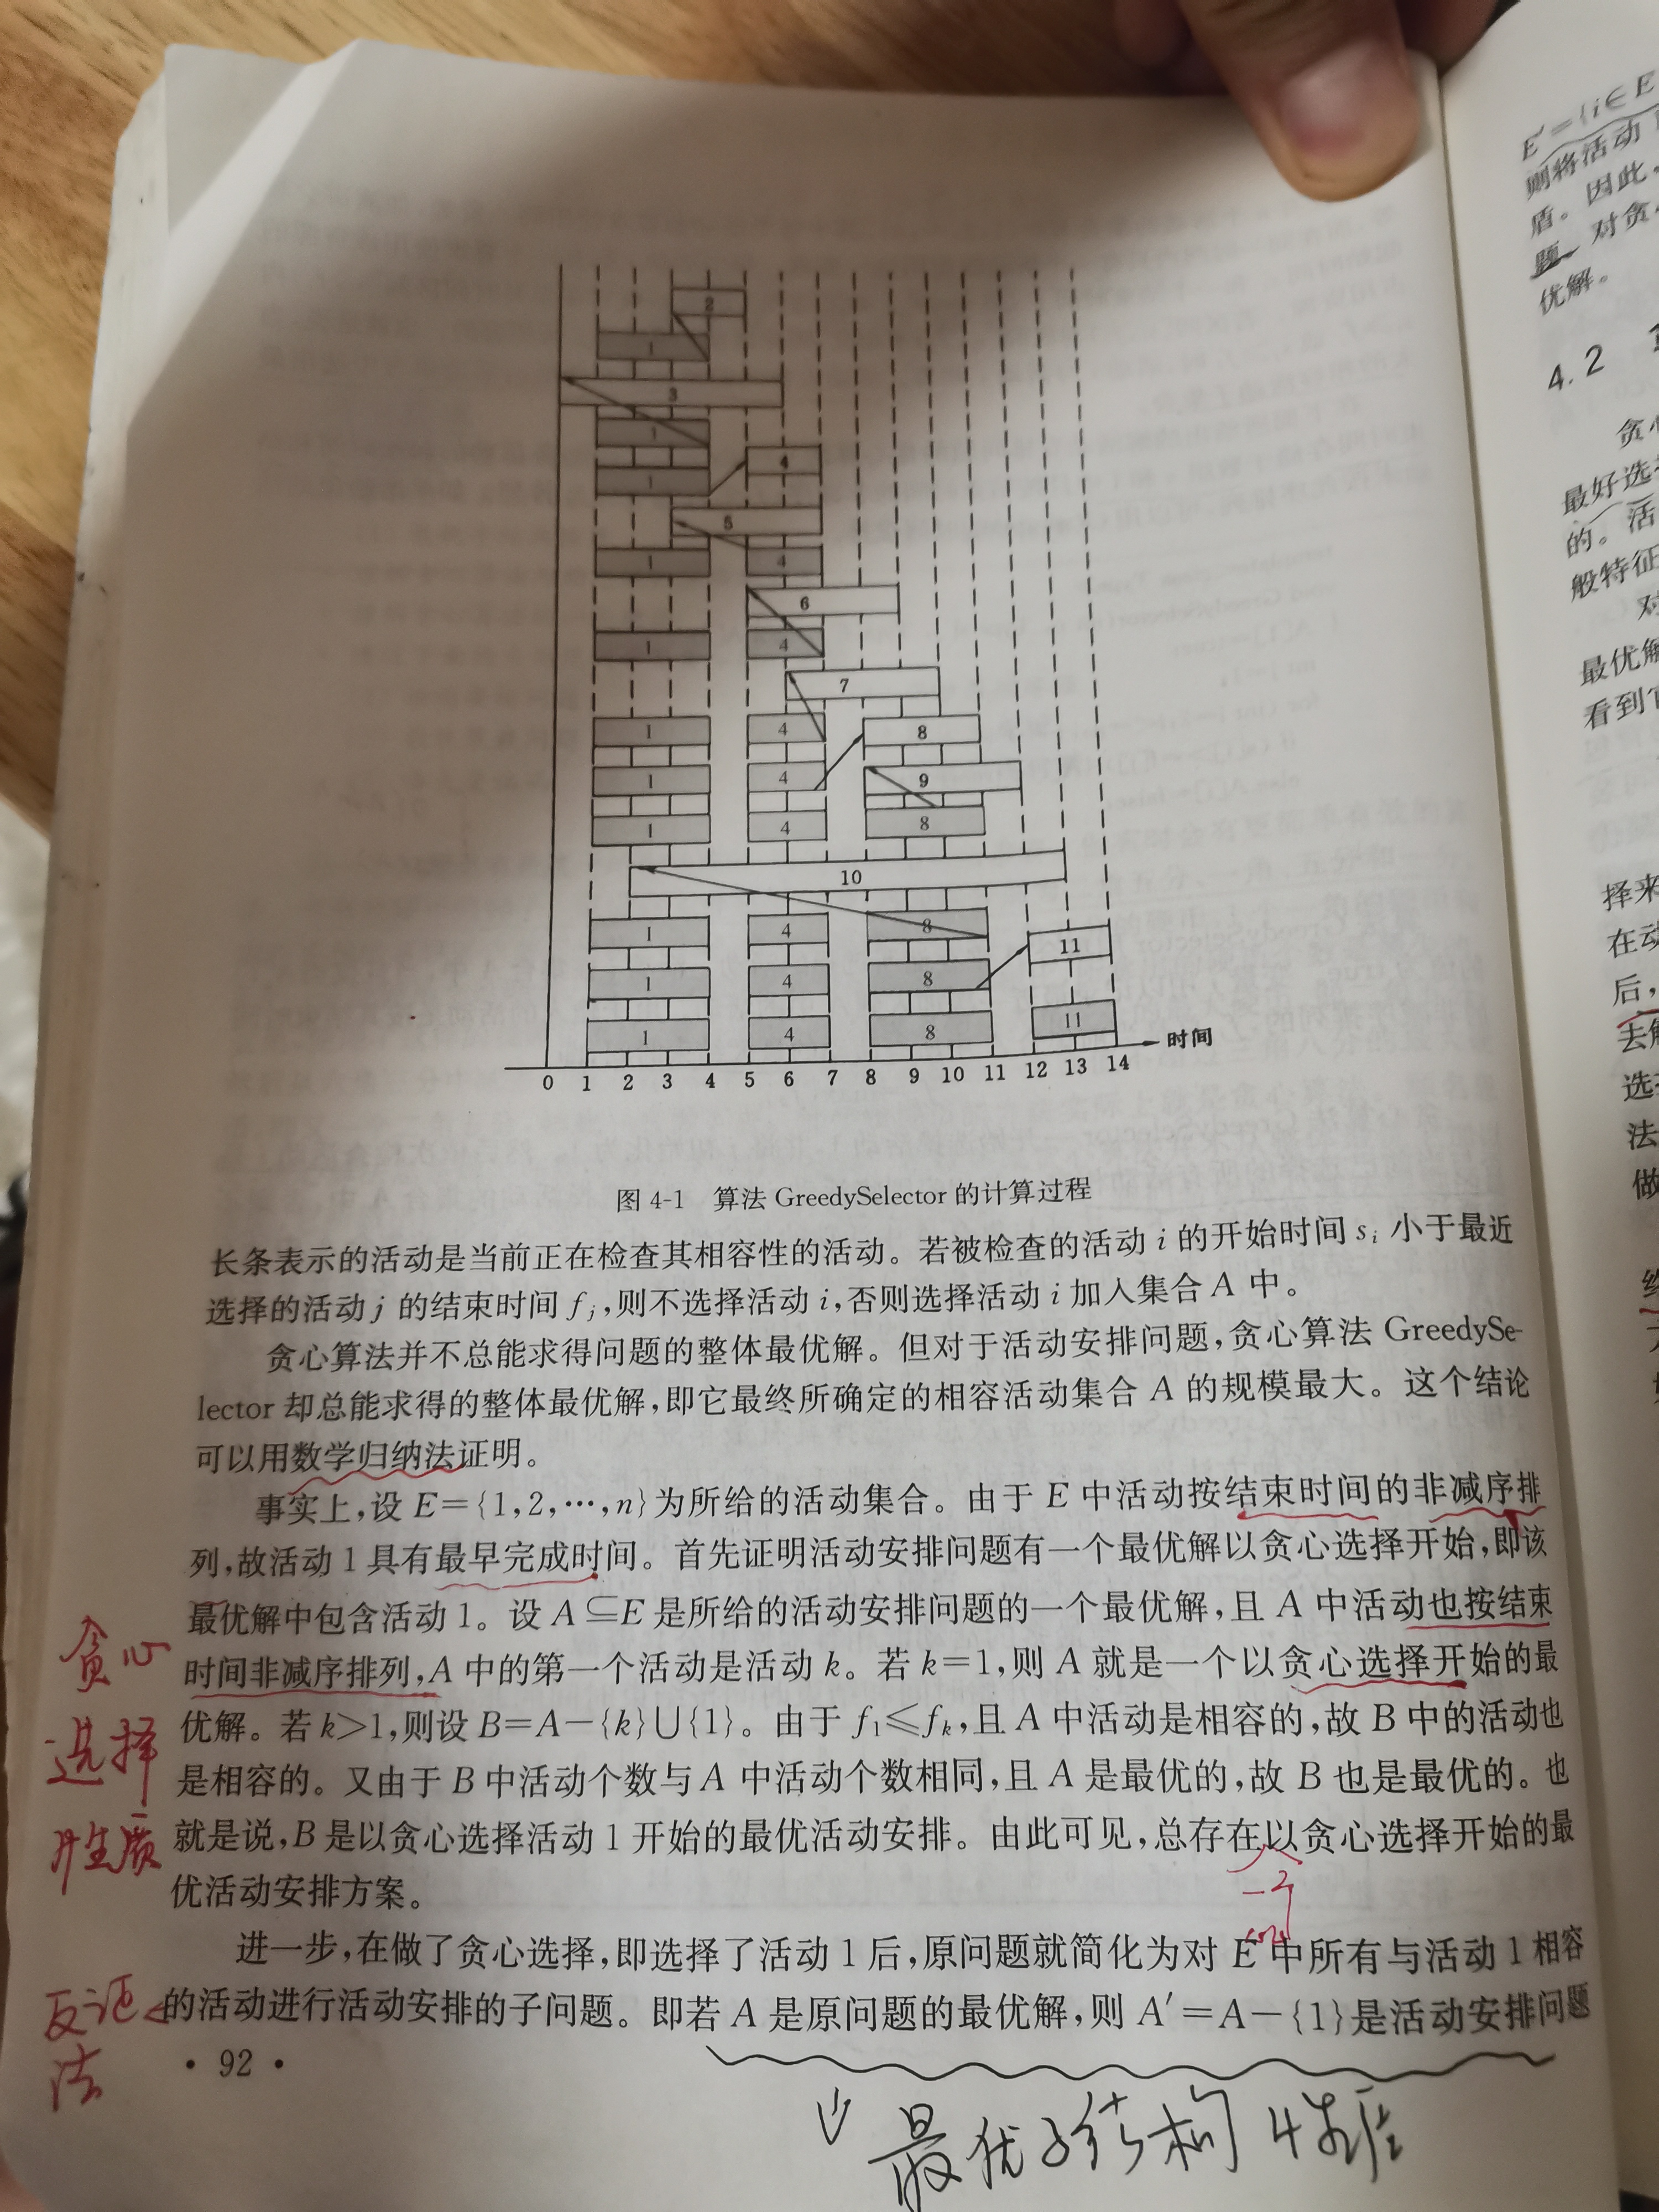 2
1
3
1
1
4
5
1
4
6
1
4
7
1
4
8
1
4
9
1
4
8
10
1
4
8
11
1
4
8
1
4
8
11
时间
0 1 2 3 4 5 6 7 8 9 10 11 12 13 14
图 4-1 算法 GreedySelector 的计算过程
长条表示的活动是当前正在检查其相容性的活动。若被检查的活动 i 的开始时间 sᵢ 小于最近
选择的活动 j 的结束时间 fⱼ,则不选择活动 i,否则选择活动 i 加入集合 A 中。
贪心算法并不总能求得问题的整体最优解。但对于活动安排问题,贪心算法 GreedySe-
lector 却总能求得的整体最优解,即它最终所确定的相容活动集合 A 的规模最大。这个结论
可以用数学归纳法证明。
事实上,设 E={1,2,…,n}为所给的活动集合。由于 E 中活动按结束时间的非减序排
列,故活动 1 具有最早完成时间。首先证明活动安排问题有一个最优解以贪心选择开始,即该
最优解中包含活动 1。设 A⊆E 是所给的活动安排问题的一个最优解,且 A 中活动也按结束
时间非减序排列,A 中的第一个活动是活动 k。若 k=1,则 A 就是一个以贪心选择开始的最
优解。若 k>1,则设 B=A-{k}∪{1}。由于 f₁≤fₖ,且 A 中活动是相容的,故 B 中的活动也
是相容的。又由于 B 中活动个数与 A 中活动个数相同,且 A 是最优的,故 B 也是最优的。也
就是说,B 是以贪心选择活动 1 开始的最优活动安排。由此可见,总存在以贪心选择开始的最
优活动安排方案。
进一步,在做了贪心选择,即选择了活动 1 后,原问题就简化为对 E 中所有与活动 1 相容
的活动进行活动安排的子问题。即若 A 是原问题的最优解,则 A′=A-{1}是活动安排问题
· 92 ·
贪心
选择
性质
一个
反证
法
最优子结构性质
E′={i∈E
则将活动
盾。因此,
题 对贪
优解。
4.2
贪心
最好选
的。活
般特征
对
最优解
看到
择来
在动
后,
去解
选
法
做